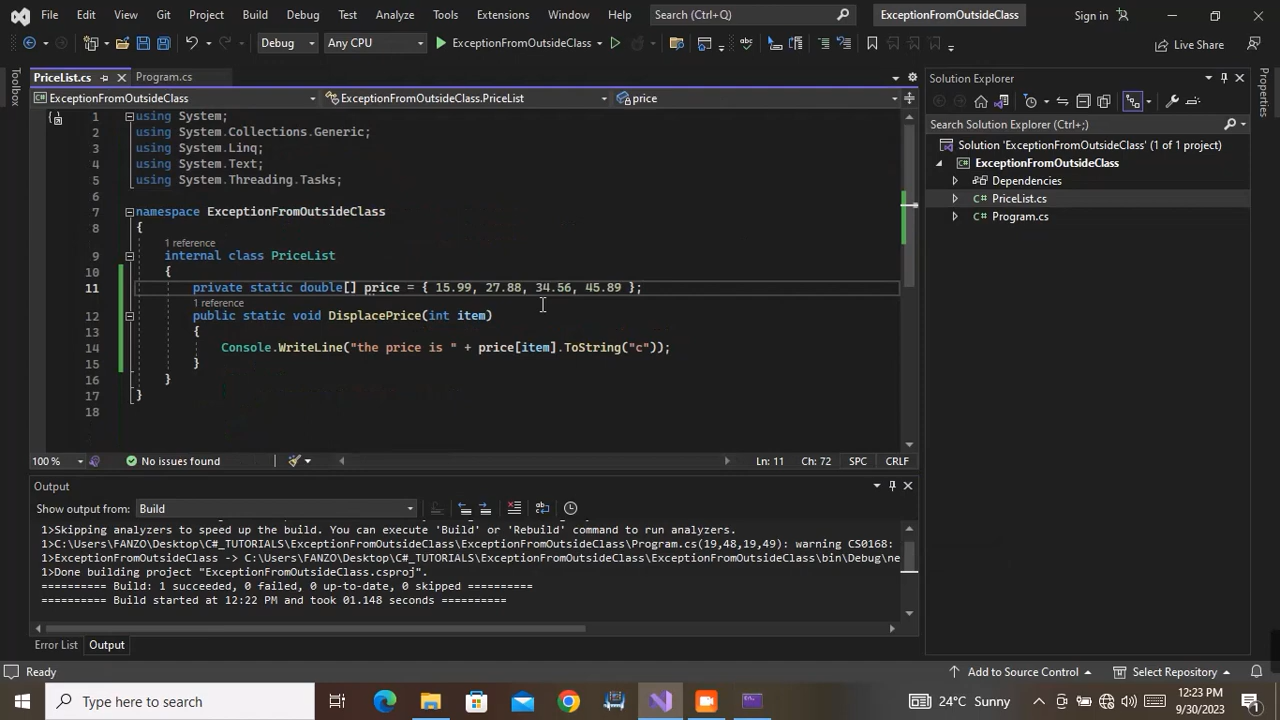 File Edit View Git Project Build Debug Test Analyze Tools Extensions Window Help Search (Ctrl+Q) ExceptionFromOutsideClass Sign in
Debug Any CPU ExceptionFromOutsideClass Live Share
PriceList.cs Program.cs
ExceptionFromOutsideClass ExceptionFromOutsideClass.PriceList price
Toolbox
1 using System;
2 using System.Collections.Generic;
3 using System.Linq;
4 using System.Text;
5 using System.Threading.Tasks;
6
7 namespace ExceptionFromOutsideClass
8 {
1 reference
9 internal class PriceList
10 {
11 private static double[] price = { 15.99, 27.88, 34.56, 45.89 };
1 reference
12 public static void DisplacePrice(int item)
13 {
14 Console.WriteLine("the price is " + price[item].ToString("c"));
15 }
16 }
17 }
18
100 % No issues found Ln: 11 Ch: 72 SPC CRLF
Output
Show output from: Build
1>Skipping analyzers to speed up the build. You can execute 'Build' or 'Rebuild' command to run analyzers.
1>C:\Users\FANZO\Desktop\C#_TUTORIALS\ExceptionFromOutsideClass\Program.cs(19,48,19,49): warning CS0168:
1>ExceptionFromOutsideClass -> C:\Users\FANZO\Desktop\C#_TUTORIALS\ExceptionFromOutsideClass\ExceptionFromOutsideClass\bin\Debug\ne
1>Done building project "ExceptionFromOutsideClass.csproj".
========== Build: 1 succeeded, 0 failed, 0 up-to-date, 0 skipped ==========
========== Build started at 12:22 PM and took 01.148 seconds ==========
Error List Output
Solution Explorer
Search Solution Explorer (Ctrl+;)
Solution 'ExceptionFromOutsideClass' (1 of 1 project)
ExceptionFromOutsideClass
Dependencies
C# PriceList.cs
C# Program.cs
Properties
Ready Add to Source Control Select Repository
Type here to search
24°C Sunny
12:23 PM
9/30/2023